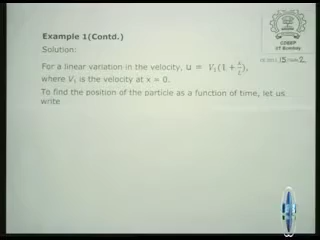 Example 1(Contd.)
Solution:
For a linear variation in the velocity, u = V₁(1 + x/L),
where V₁ is the velocity at x = 0.
To find the position of the particle as a function of time, let us
write
CDEEP
IIT Bombay